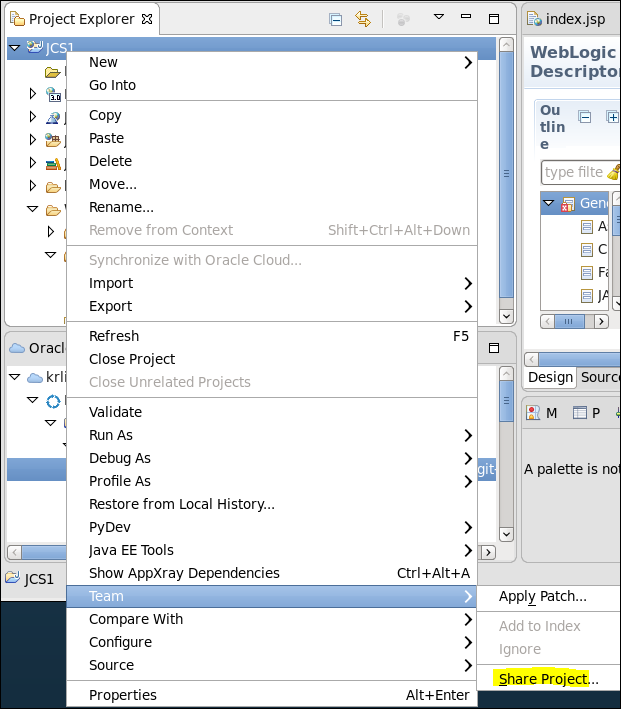 Project Explorer
index.jsp
JCS1
WebLogic
Descripto
Ou
tlin
e
type filte
Gene
A
C
Fa
JA
New
Go Into
Copy
Paste
Delete
Move...
Rename...
Remove from Context Shift+Ctrl+Alt+Down
Synchronize with Oracle Cloud...
Import
Export
Refresh F5
Close Project
Close Unrelated Projects
Validate
Run As
Debug As
Profile As
Restore from Local History...
PyDev
Java EE Tools
Show AppXray Dependencies Ctrl+Alt+A
Team
Compare With
Configure
Source
Properties Alt+Enter
Apply Patch...
Add to Index
Ignore
Share Project...
Oracl
krli
git-
JCS1
Design Source
M P
A palette is not